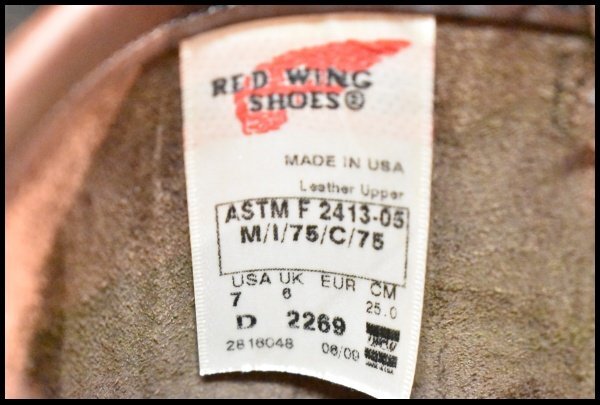 RED WING
SHOES®
MADE IN USA
Leather Upper
ASTM F 2413-05
M/I/75/C/75
USA UK EUR CM
7 6 25.0
D 2269
2816048 06/09